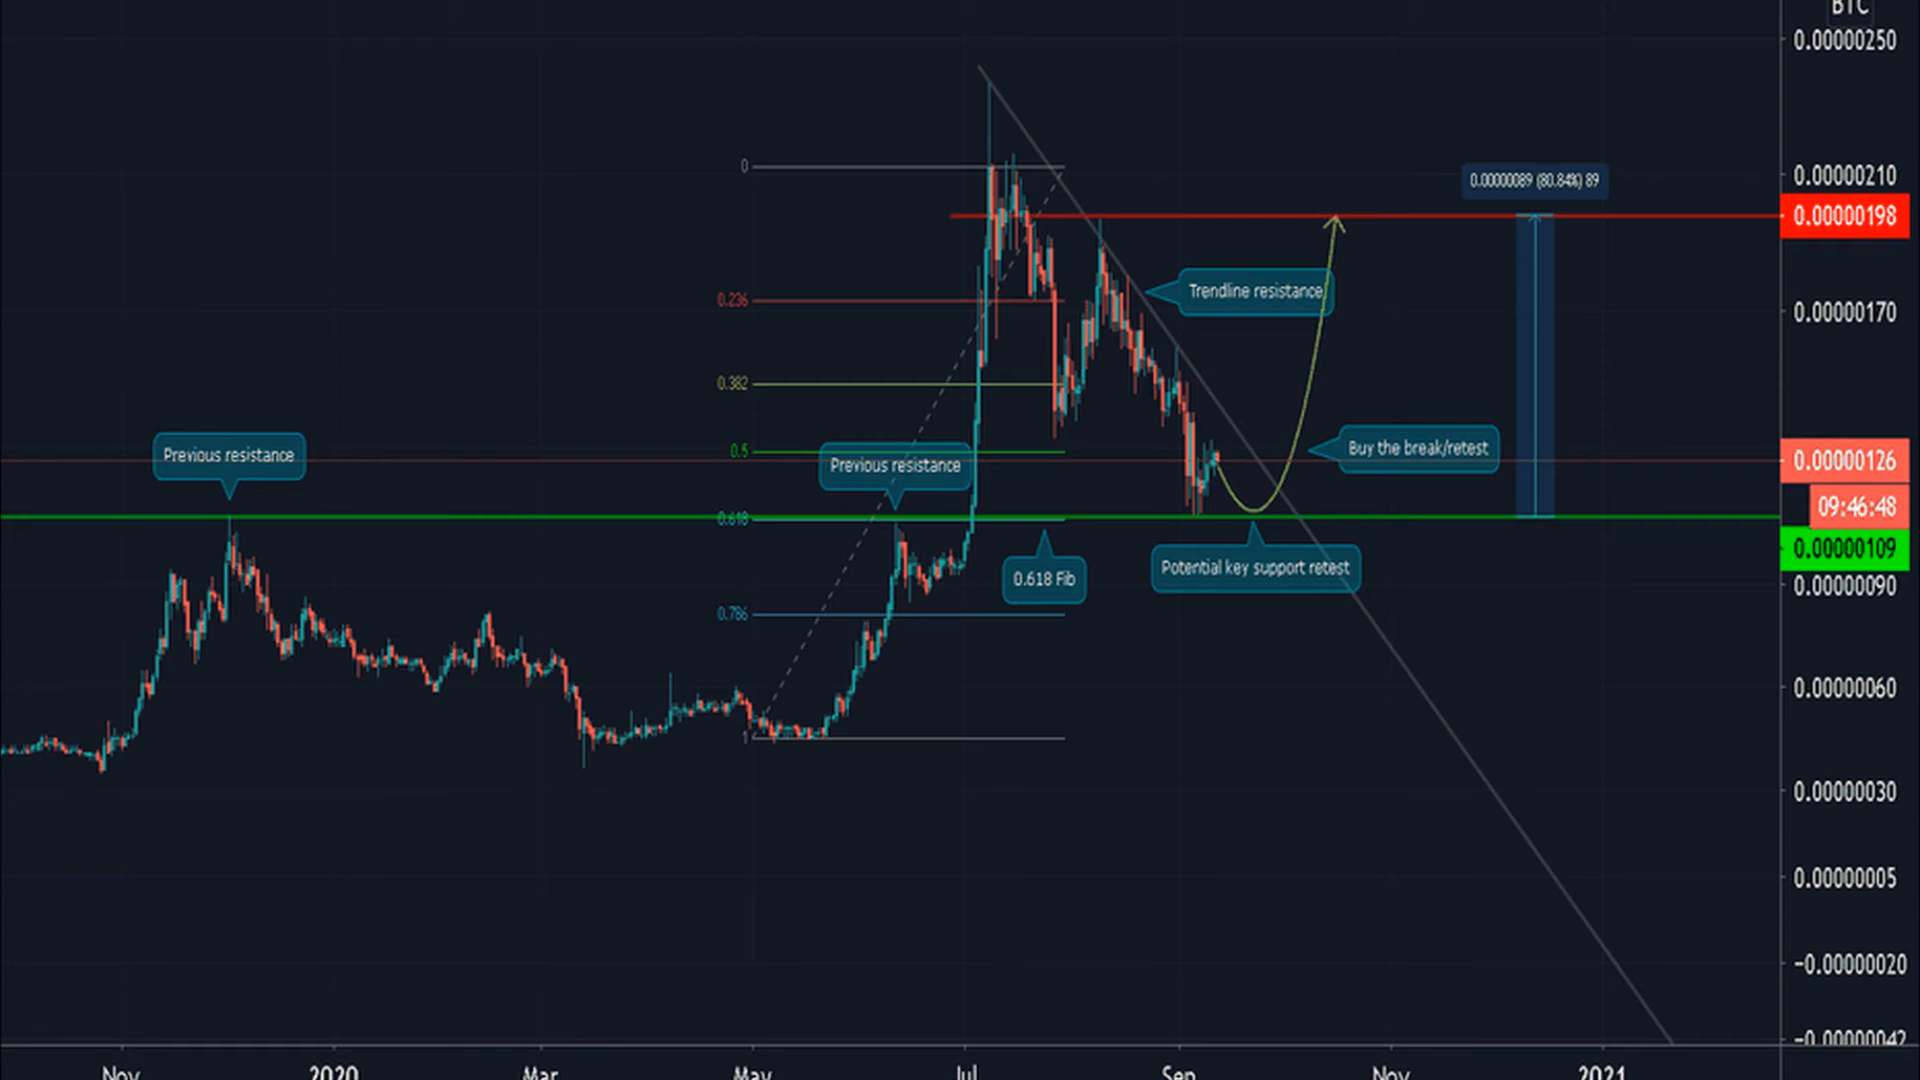 BTC
0.00000250
0
0.00000089 (80.84%) 89
0.00000210
0.00000198
0.236
Trendline resistance
0.00000170
0.382
Previous resistance
0.5
Previous resistance
Buy the break/retest
0.00000126
09:46:48
0.618
0.00000109
0.618 Fib
Potential key support retest
0.00000090
0.786
0.00000060
1
0.00000030
0.00000005
-0.00000020
-0.00000042
Nov 2020 Mar May Jul Sep Nov 2021